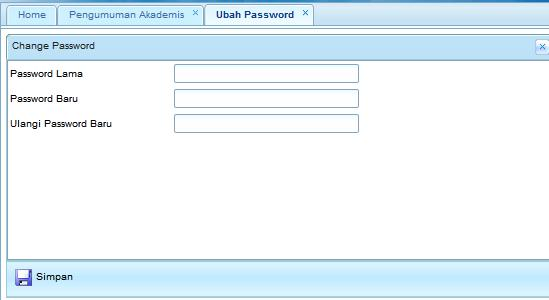 Home Pengumuman Akademis Ubah Password
Change Password
Password Lama
Password Baru
Ulangi Password Baru
Simpan